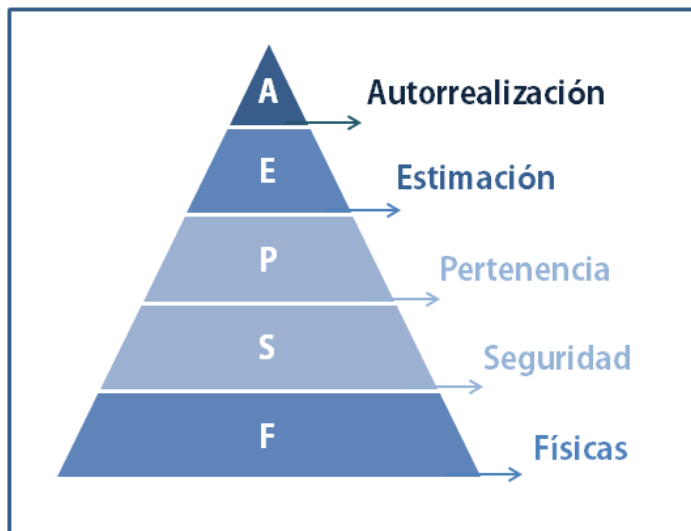 A
Autorrealización
E
Estimación
P
Pertenencia
S
Seguridad
F
Físicas